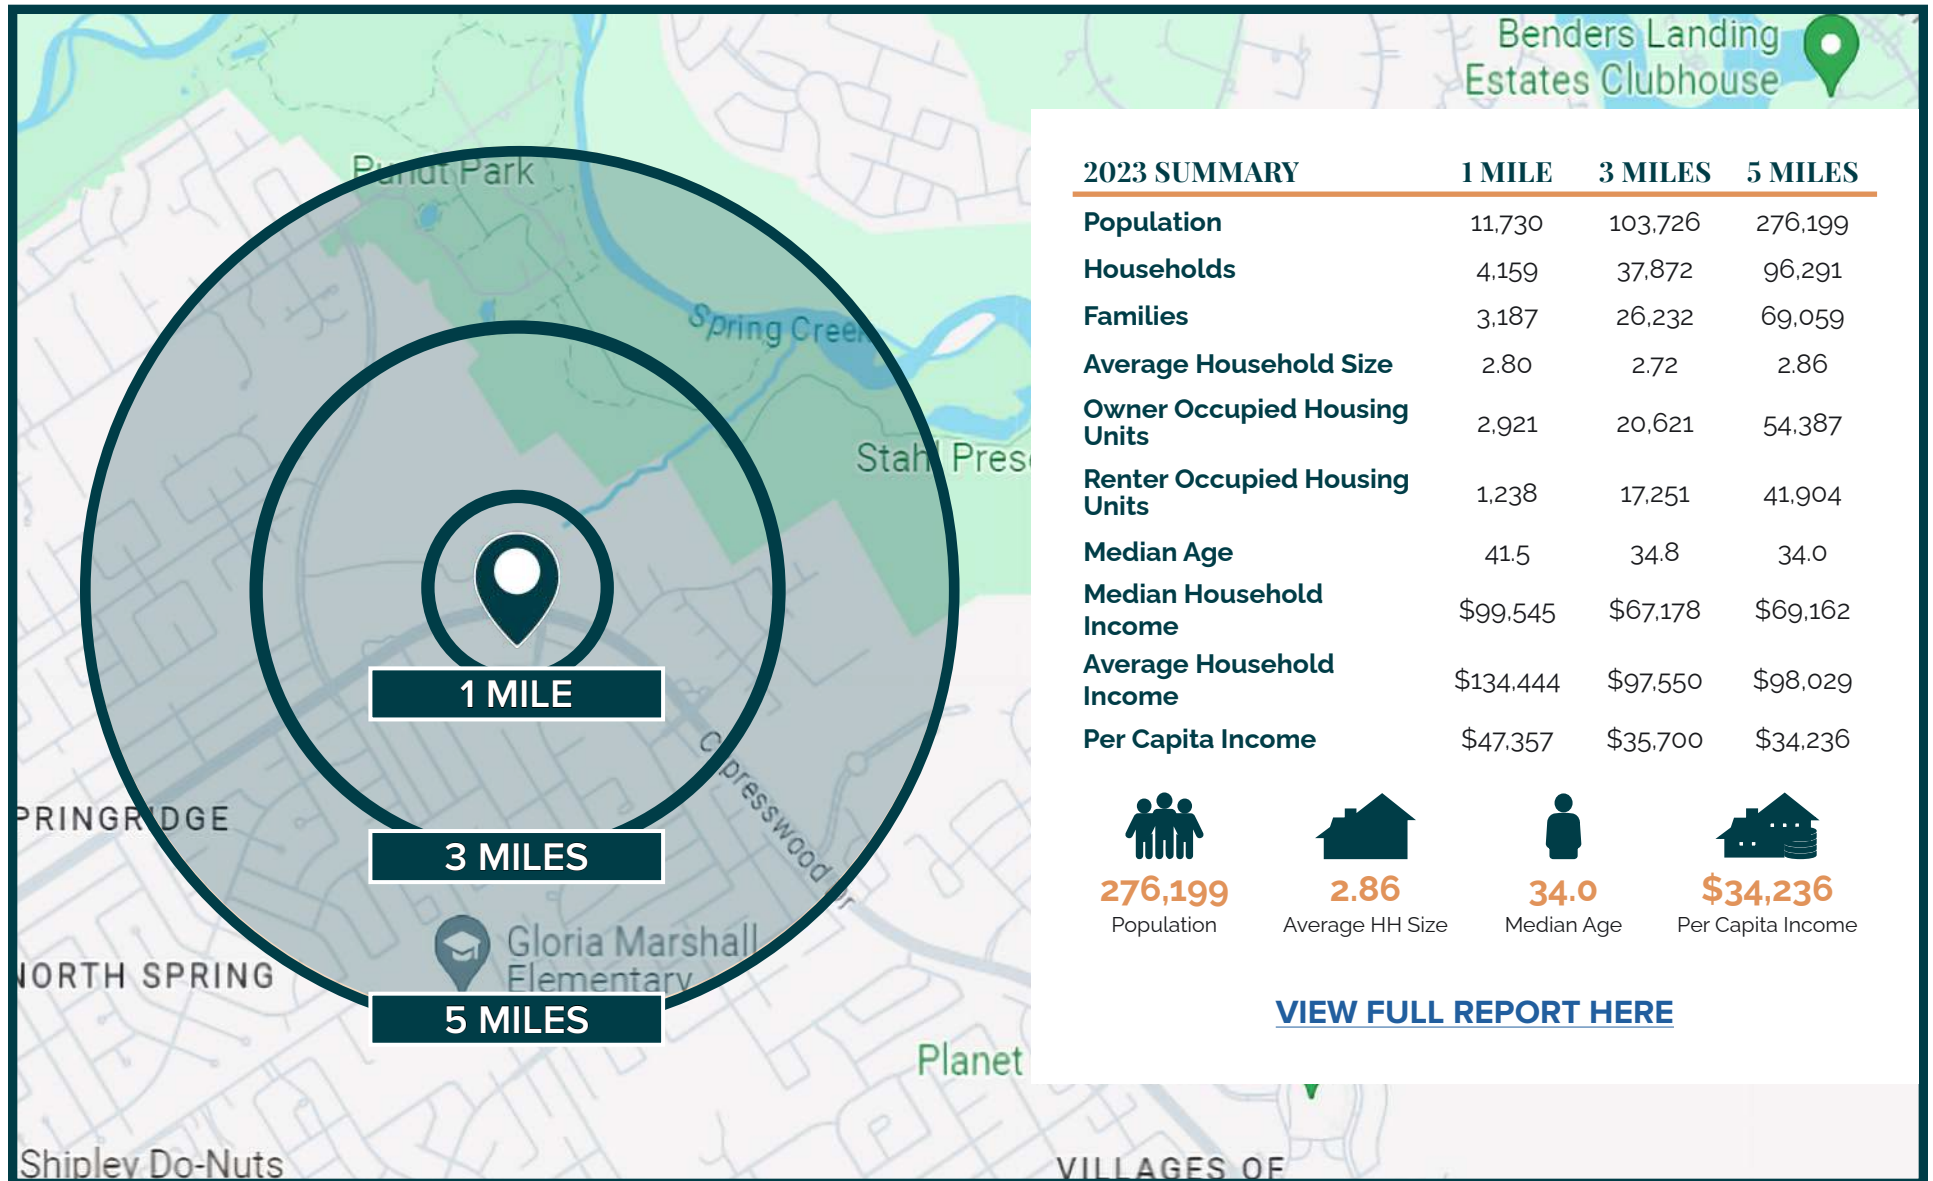 Benders Landing
Estates Clubhouse
Pundt Park
Spring Creek
Stahl Pres
Cypresswood Dr
PRINGRIDGE
NORTH SPRING
Gloria Marshall
Elementary
Planet
Shipley Do-Nuts
VILLAGES OF
1 MILE
3 MILES
5 MILES
2023 SUMMARY 1 MILE 3 MILES 5 MILES
Population 11,730 103,726 276,199
Households 4,159 37,872 96,291
Families 3,187 26,232 69,059
Average Household Size 2.80 2.72 2.86
Owner Occupied Housing
Units 2,921 20,621 54,387
Renter Occupied Housing
Units 1,238 17,251 41,904
Median Age 41.5 34.8 34.0
Median Household
Income $99,545 $67,178 $69,162
Average Household
Income $134,444 $97,550 $98,029
Per Capita Income $47,357 $35,700 $34,236
276,199 2.86 34.0 $34,236
Population Average HH Size Median Age Per Capita Income
VIEW FULL REPORT HERE